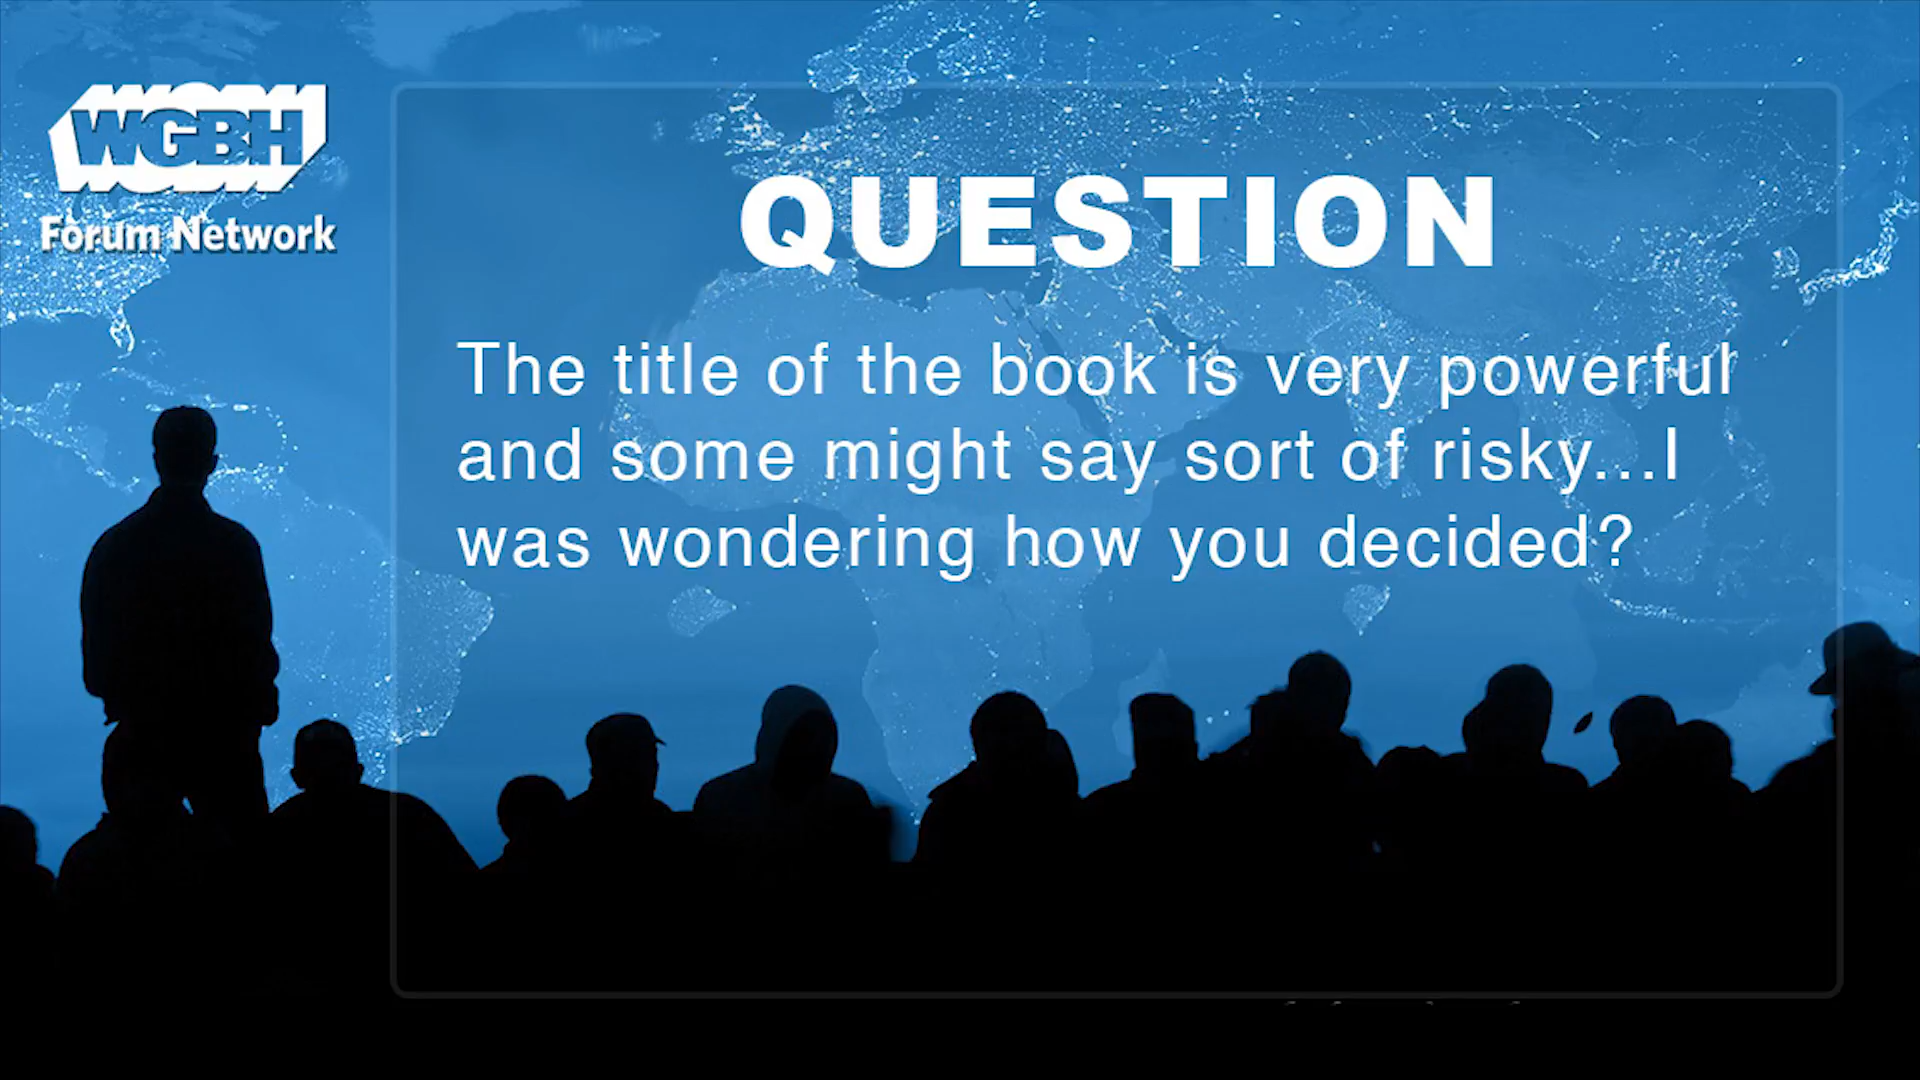 WGBH
Forum Network
QUESTION
The title of the book is very powerful
and some might say sort of risky...I
was wondering how you decided?